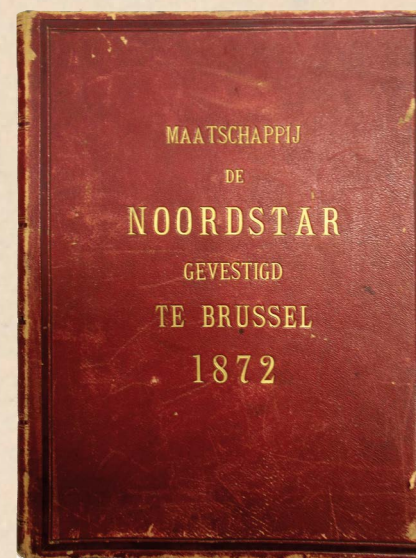 MAATSCHAPPIJ
DE
NOORDSTAR
GEVESTIGD
TE BRUSSEL
1872